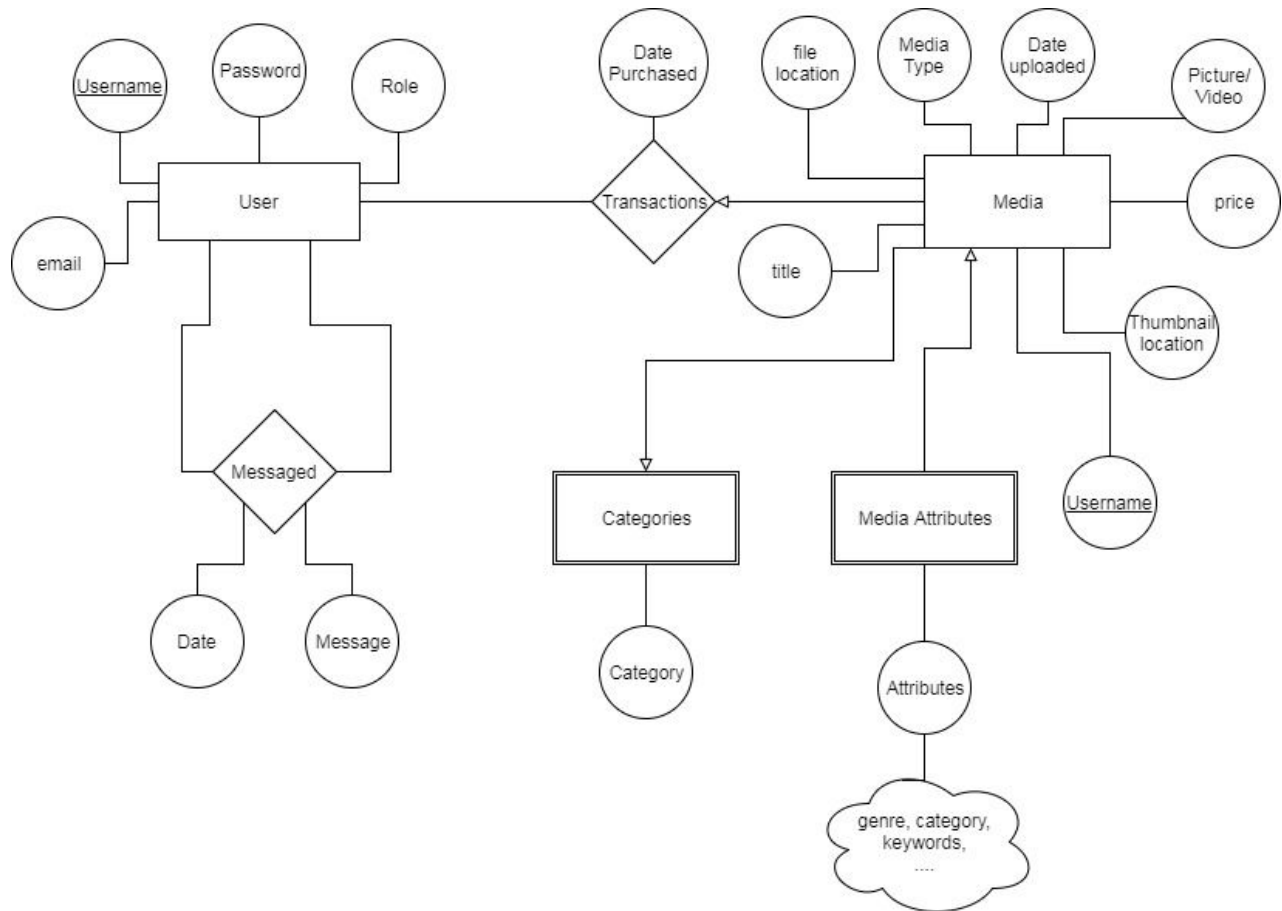 Username
Password
Role
Date
Purchased
file
location
Media
Type
Date
uploaded
Picture/
Video
User
Transactions
Media
price
email
title
Thumbnail
location
Messaged
Categories
Media Attributes
Username
Date
Message
Category
Attributes
genre, category,
keywords,
....